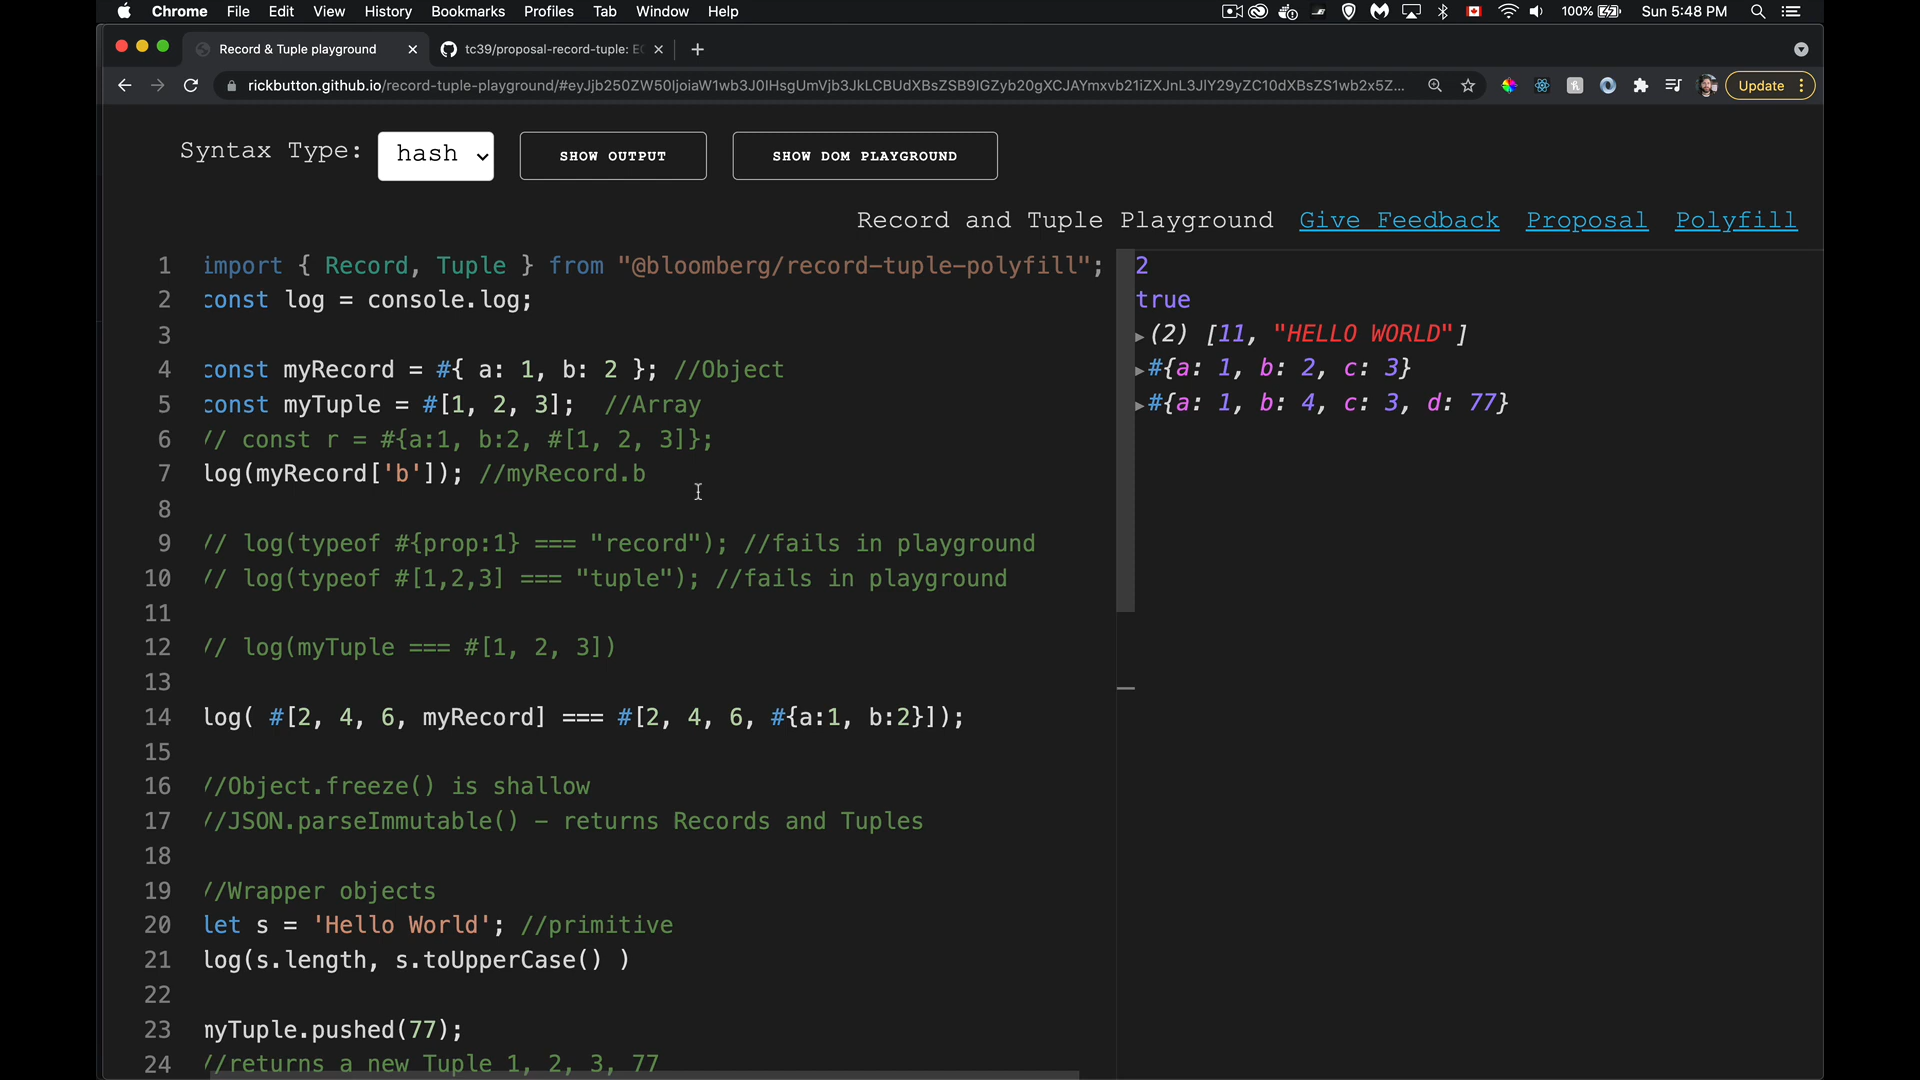 Chrome File Edit View History Bookmarks Profiles Tab Window Help 100% Sun 5:48 PM
Record & Tuple playground tc39/proposal-record-tuple: EC
rickbutton.github.io/record-tuple-playground/#eyJjb250ZW50IjoiaW1wb3J0IHsgUmVjb3JkLCBUdXBsZSB9IGZyb20gXCJAYmxvb21iZXJnL3JlY29yZC10dXBsZS1wb2x5Z... Update
Syntax Type: hash SHOW OUTPUT SHOW DOM PLAYGROUND
Record and Tuple Playground Give Feedback Proposal Polyfill
1 import { Record, Tuple } from "@bloomberg/record-tuple-polyfill";
2 const log = console.log;
3
4 const myRecord = #{ a: 1, b: 2 }; //Object
5 const myTuple = #[1, 2, 3];  //Array
6 // const r = #{a:1, b:2, #[1, 2, 3]};
7 log(myRecord['b']); //myRecord.b
8
9 // log(typeof #{prop:1} === "record"); //fails in playground
10 // log(typeof #[1,2,3] === "tuple"); //fails in playground
11
12 // log(myTuple === #[1, 2, 3])
13
14 log( #[2, 4, 6, myRecord] === #[2, 4, 6, #{a:1, b:2}]);
15
16 //Object.freeze() is shallow
17 //JSON.parseImmutable() - returns Records and Tuples
18
19 //Wrapper objects
20 let s = 'Hello World'; //primitive
21 log(s.length, s.toUpperCase() )
22
23 myTuple.pushed(77);
24 //returns a new Tuple 1, 2, 3, 77
2
true
(2) [11, "HELLO WORLD"]
#{a: 1, b: 2, c: 3}
#{a: 1, b: 4, c: 3, d: 77}